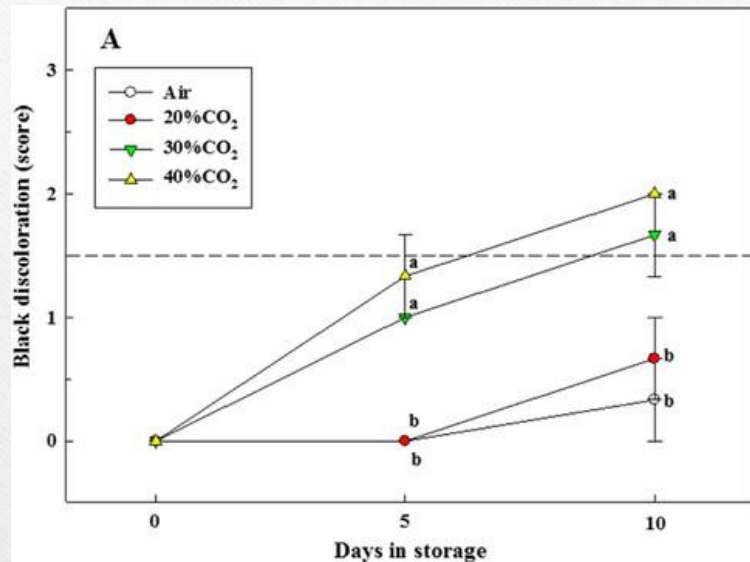 A
Air
20%CO₂
30%CO₂
40%CO₂
3
2
1
0
Black discoloration (score)
a
a
a
a
b
b
b
b
0 5 10
Days in storage